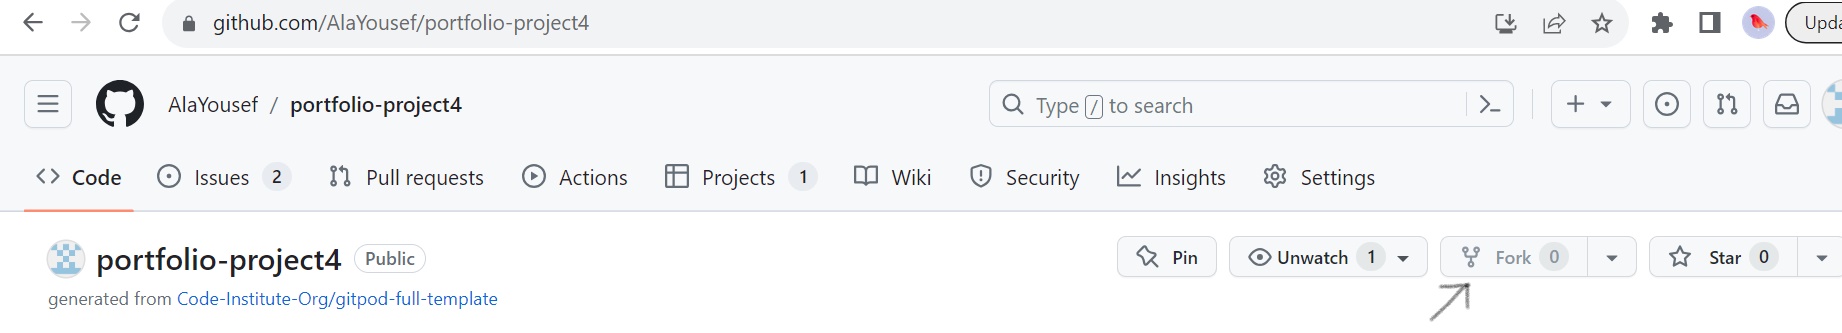 github.com/AlaYousef/portfolio-project4
AlaYousef / portfolio-project4 Type / to search
Code Issues 2 Pull requests Actions Projects 1 Wiki Security Insights Settings
portfolio-project4 Public Pin Unwatch 1 Fork 0 Star 0
generated from Code-Institute-Org/gitpod-full-template